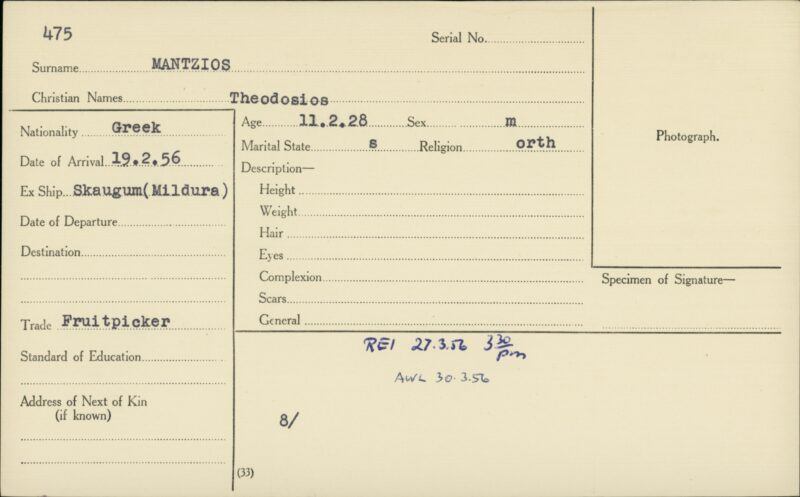 475
Serial No.
Surname MANTZIOS
Christian Names Theodosios
Nationality Greek
Date of Arrival 19.2.56
Ex Ship Skaugum(Mildura)
Date of Departure
Destination
Trade Fruitpicker
Standard of Education
Address of Next of Kin
(if known)
Age 11.2.28 Sex m
Marital State s Religion orth
Description—
Height
Weight
Hair
Eyes
Complexion
Scars
General
Photograph.
Specimen of Signature—
REI 27.3.56 3 30/pm
AWL 30.3.56
8/
(33)